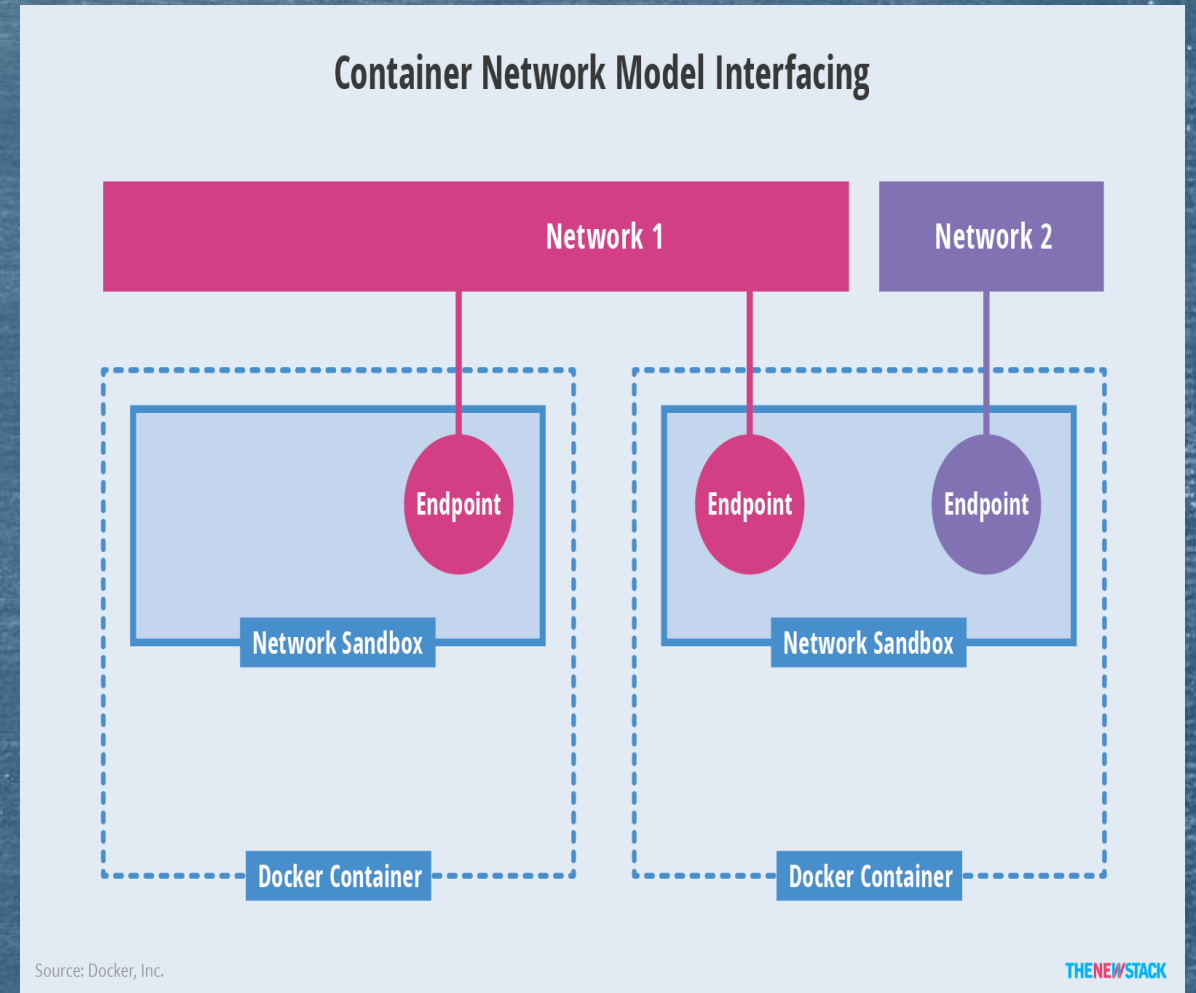 Container Network Model Interfacing
Network 1
Network 2
Endpoint
Endpoint
Endpoint
Network Sandbox
Network Sandbox
Docker Container
Docker Container
Source: Docker, Inc.
THENEWSTACK